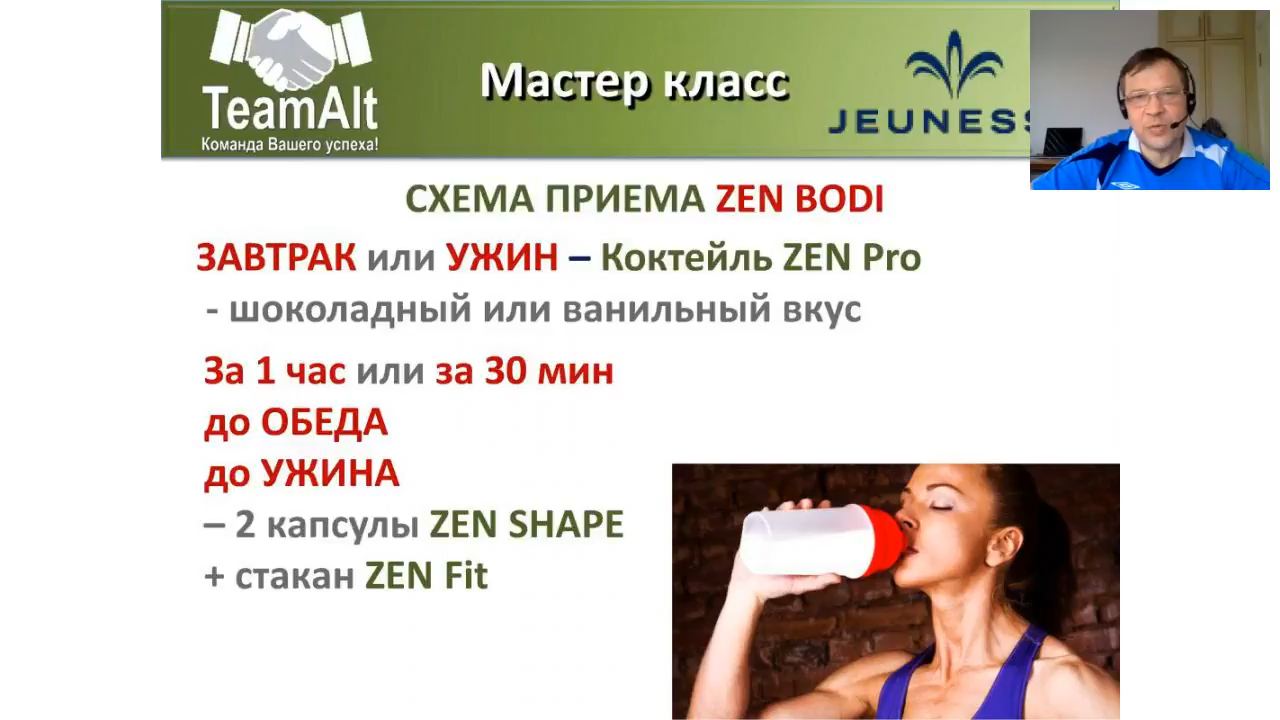 TeamAlt
Команда Вашего успеха!
Мастер класс
JEUNESS
СХЕМА ПРИЕМА ZEN BODI
ЗАВТРАК или УЖИН – Коктейль ZEN Pro
- шоколадный или ванильный вкус
За 1 час или за 30 мин
до ОБЕДА
до УЖИНА
– 2 капсулы ZEN SHAPE
+ стакан ZEN Fit